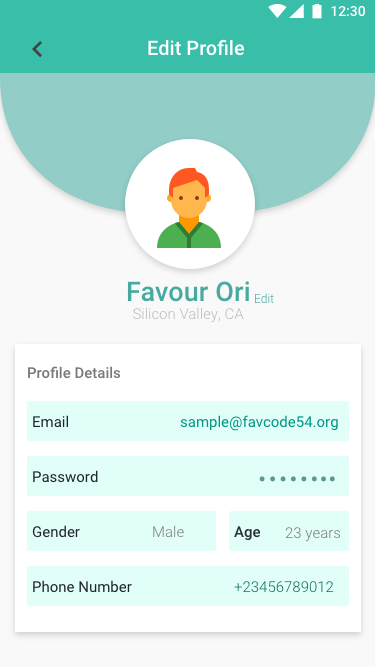 12:30
Edit Profile
Favour Ori Edit
Silicon Valley, CA
Profile Details
Email sample@favcode54.org
Password ••••••••
Gender Male Age 23 years
Phone Number +23456789012